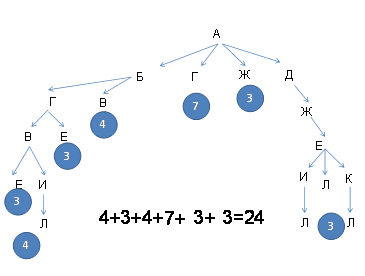 А
Б Г Ж Д
Г В 7 3 Ж
4
В Е Е
3
Е И И Л К
3
Л Л 3 Л
4
4+3+4+7+ 3+ 3=24